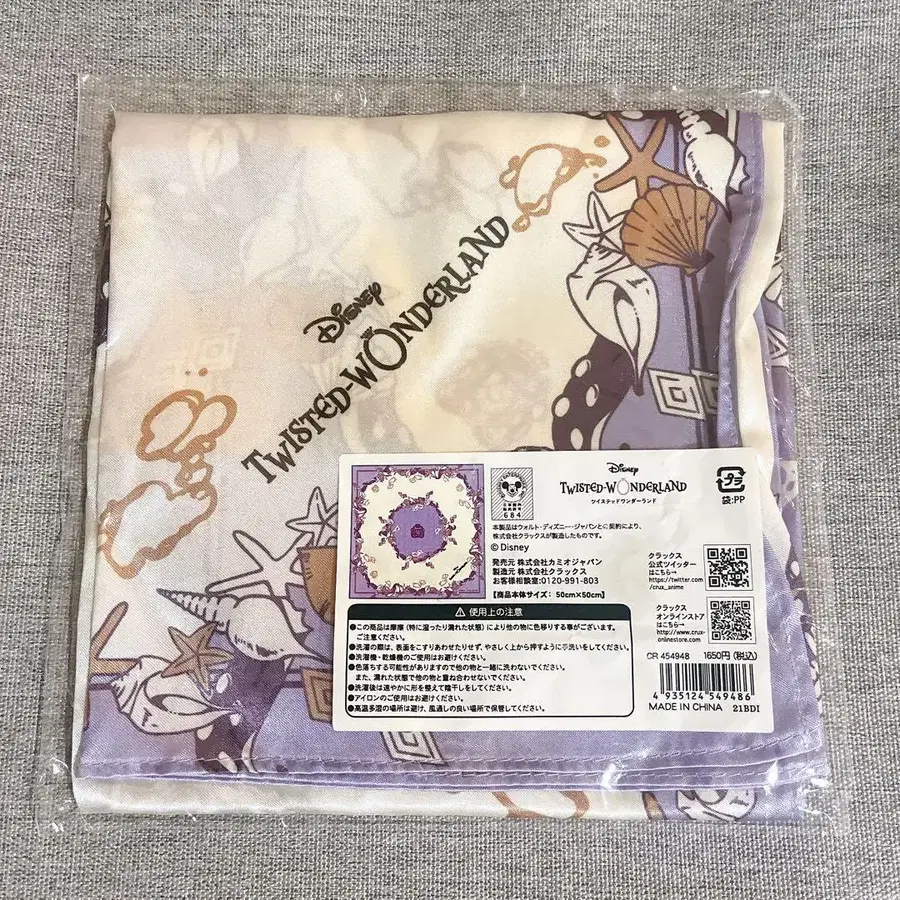 Disney
TWISTED-WONDERLAND
Disney
TWISTED-WONDERLAND
ツイステッドワンダーランド
684
プラ
袋:PP
本製品はウォルト・ディズニー・ジャパンとの契約により、
株式会社クラックスが製造したものです。
© Disney
発売元 株式会社カミオジャパン
製造元 株式会社クラックス
お客様相談室:0120-991-803
【商品本体サイズ: 50cm×50cm】
クラックス
公式ツイッター
はこちら→
https://twitter.com
/crux_anime
クラックス
オンラインストア
はこちら→
http://www.crux-
onlinestore.com
⚠ 使用上の注意
●この商品は摩擦(特に湿ったり濡れた状態)により他の物に色移りする事がございます。
ご注意ください。
●洗濯の際は、表面をこすりあわせたりせず、やさしく上から押すように手洗いしてください。
●洗濯機・乾燥機のご使用はお避けください。
●色落ちする可能性がありますので他の物と一緒に洗わないでください。
また、濡れた状態で他の物と重ね合わせないでください。
●洗濯後は速やかに形を整えて陰干しをしてください。
●アイロンのご使用はお避けください。
●高温多湿の場所は避け、風通しの良い場所で保管してください。
CR 454948 1650円(税込)
4 935124 549486
MADE IN CHINA 21BDI